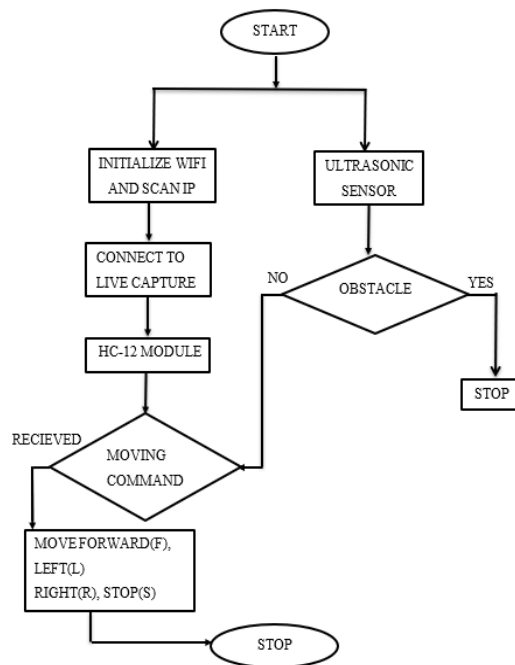 START
INITIALIZE WIFI
AND SCAN IP
ULTRASONIC
SENSOR
CONNECT TO
LIVE CAPTURE
NO
OBSTACLE
YES
HC-12 MODULE
STOP
RECIEVED
MOVING
COMMAND
MOVE FORWARD(F),
LEFT(L)
RIGHT(R), STOP(S)
STOP